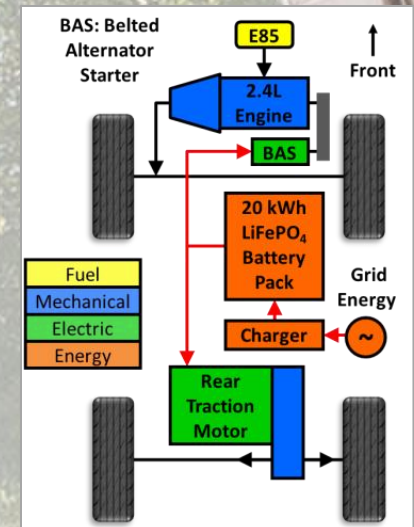 BAS: Belted
Alternator
Starter
E85
Front
2.4L
Engine
BAS
20 kWh
LiFePO₄
Battery
Pack
Grid
Energy
Fuel
Mechanical
Electric
Energy
Charger
~
Rear
Traction
Motor